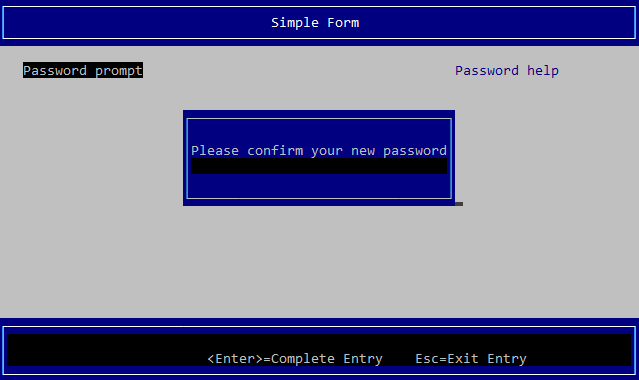 Simple Form
Password prompt Password help
Please confirm your new password
<Enter>=Complete Entry Esc=Exit Entry